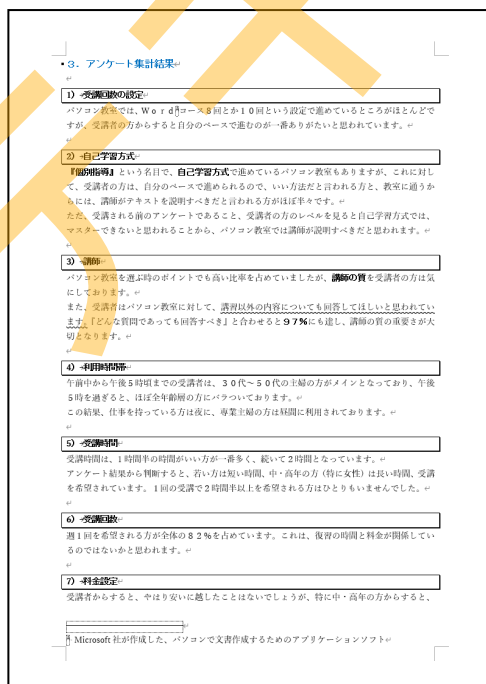 ３．アンケート集計結果
1）受講回数の設定
パソコン教室では、Ｗｏｒｄコース８回とか１０回という設定で進めているところがほとんどで
すが、受講者の方からすると自分のペースで進むのが一番ありがたいと思われています。
2）自己学習方式
『個別指導』という名目で、自己学習方式で進めているパソコン教室もありますが、これに対し
て、受講者の方は、自分のペースで進められるので、いい方法だと言われる方と、教室に通うか
らには、講師がテキストを説明すべきだと言われる方がほぼ半々です。
ただ、受講される前のアンケートであること、受講者の方のレベルを見ると自己学習方式では、
マスターできないと思われることから、パソコン教室では講師が説明すべきだと思われます。
3）講師
パソコン教室を選ぶ時のポイントでも高い比率を占めていましたが、講師の質を受講者の方は気
にしております。
また、受講者はパソコン教室に対して、講習以外の内容についても回答してほしいと思われてい
ます。『どんな質問であっても回答すべき』と合わせると９７％にも達し、講師の質の重要さが大
切となります。
4）利用時間帯
午前中から午後５時頃までの受講者は、３０代～５０代の主婦の方がメインとなっており、午後
５時を過ぎると、ほぼ全年齢層の方にバラついております。
この結果、仕事を持っている方は夜に、専業主婦の方は昼間に利用されております。
5）受講時間
受講時間は、１時間半の時間がいい方が一番多く、続いて２時間となっています。
アンケート結果から判断すると、若い方は短い時間、中・高年の方（特に女性）は長い時間、受講
を希望されています。１回の受講で２時間半以上を希望される方はひとりもいませんでした。
6）受講回数
週１回を希望される方が全体の８２％を占めています。これは、復習の時間と料金が関係してい
るのではないかと思われます。
7）料金設定
受講者からすると、やはり安いに越したことはないでしょうが、特に中・高年の方からすると、
Microsoft 社が作成した、パソコンで文書作成するためのアプリケーションソフト